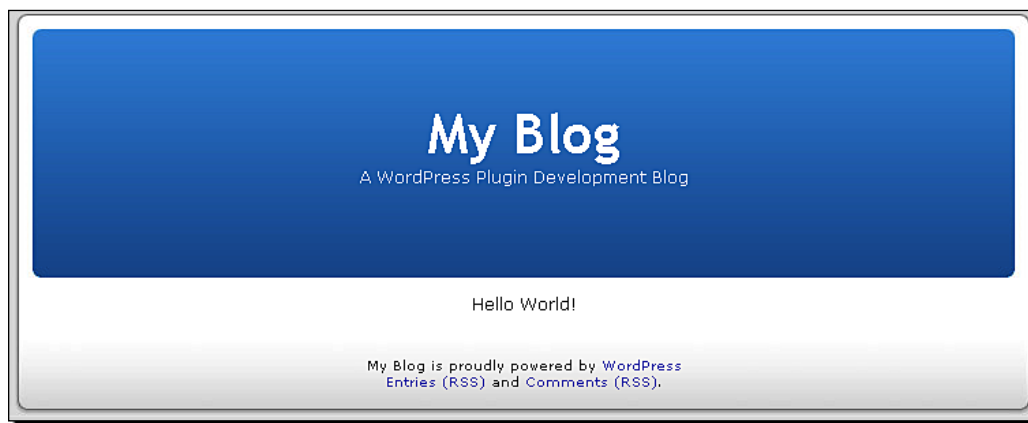 My Blog
A WordPress Plugin Development Blog
Hello World!
My Blog is proudly powered by WordPress
Entries (RSS) and Comments (RSS).